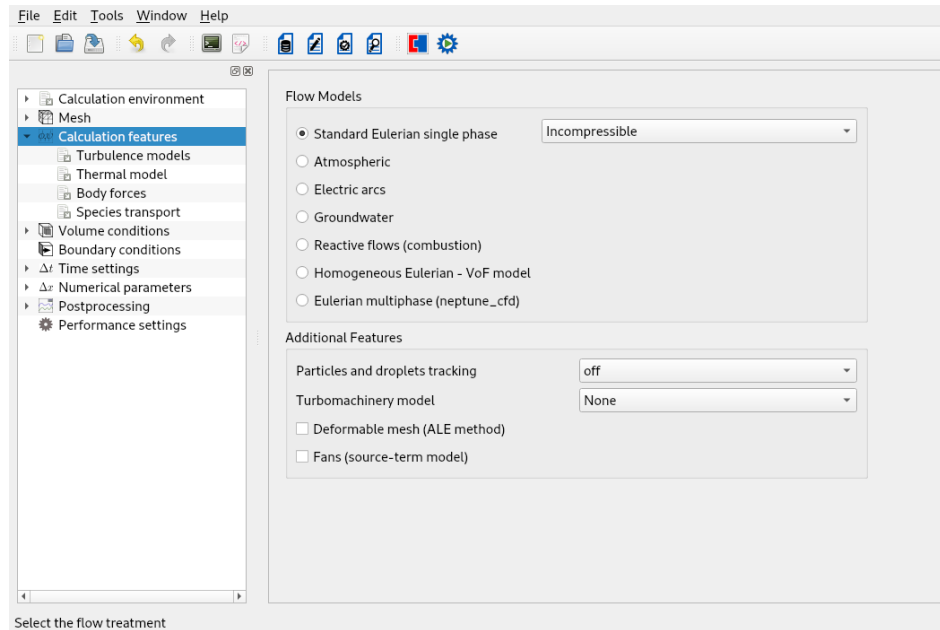 File Edit Tools Window Help
Calculation environment
Mesh
Calculation features
Turbulence models
Thermal model
Body forces
Species transport
Volume conditions
Boundary conditions
Δt Time settings
Δx Numerical parameters
Postprocessing
Performance settings
Flow Models
Standard Eulerian single phase Incompressible
Atmospheric
Electric arcs
Groundwater
Reactive flows (combustion)
Homogeneous Eulerian - VoF model
Eulerian multiphase (neptune_cfd)
Additional Features
Particles and droplets tracking off
Turbomachinery model None
Deformable mesh (ALE method)
Fans (source-term model)
Select the flow treatment